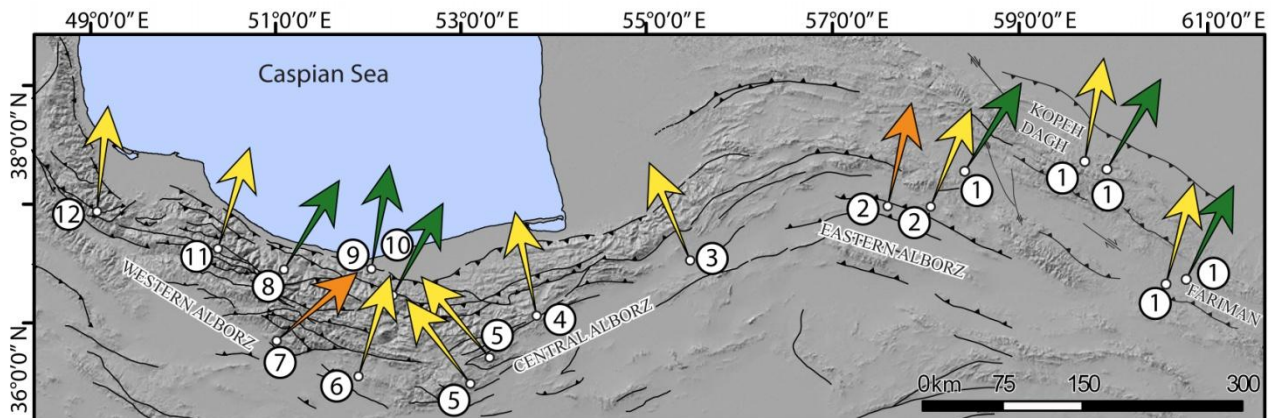 49°0'0"E 51°0'0"E 53°0'0"E 55°0'0"E 57°0'0"E 59°0'0"E 61°0'0"E
38°0'0"N
36°0'0"N
Caspian Sea
KOPEH
DAGH
1
1
1
2
2
12
11
9
10
8
3
EASTERN ALBORZ
WESTERN ALBORZ
1
1
FARIMAN
7
6
5
5
4
CENTRAL ALBORZ
0km 75 150 300